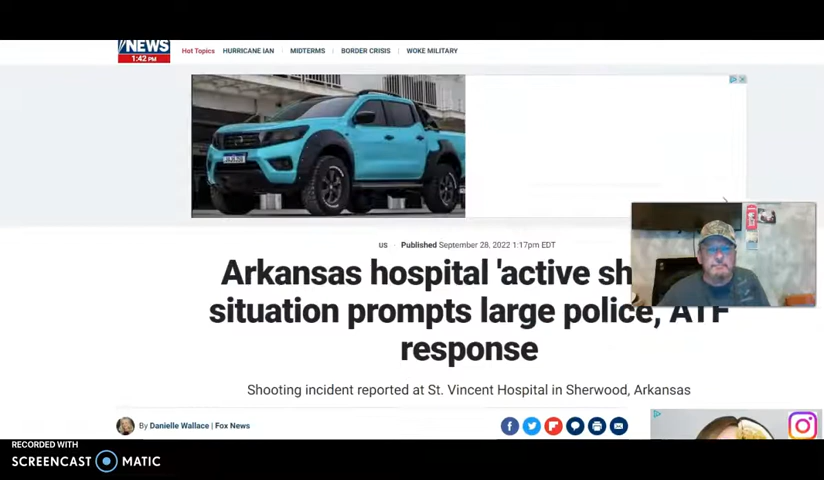 NEWS
1:42 PM
Hot Topics HURRICANE IAN MIDTERMS BORDER CRISIS WOKE MILITARY
US Published September 28, 2022 1:17pm EDT
Arkansas hospital 'active sh
situation prompts large police, ATF
response
Shooting incident reported at St. Vincent Hospital in Sherwood, Arkansas
By Danielle Wallace | Fox News
RECORDED WITH
SCREENCAST MATIC